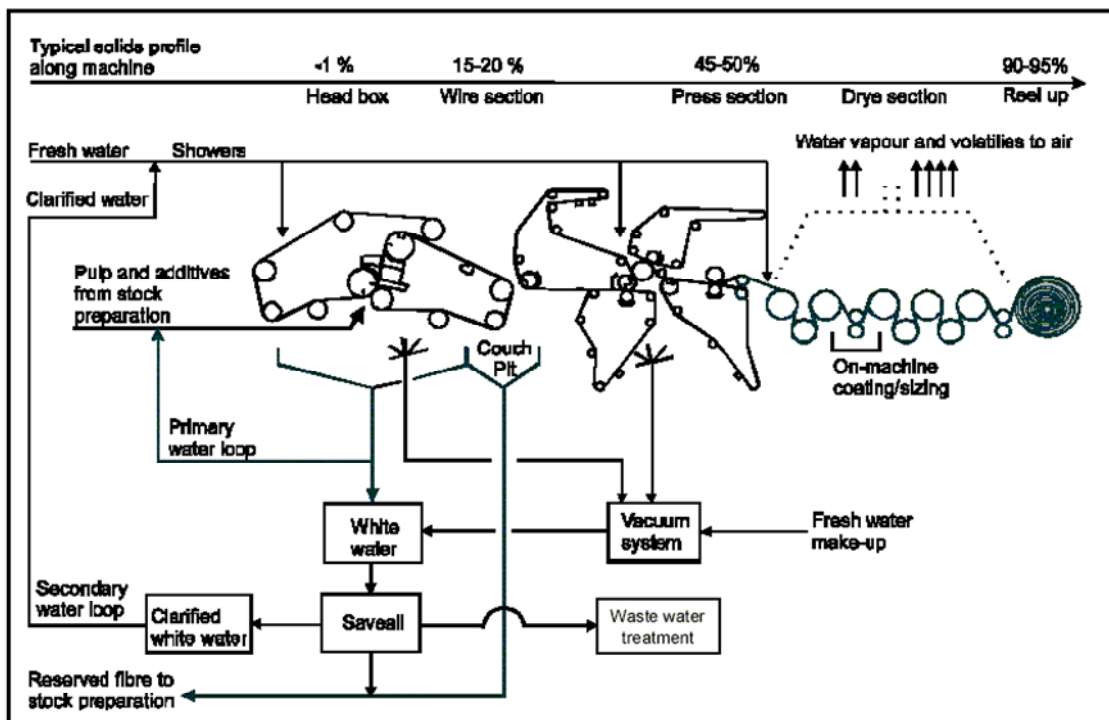 Typical solids profile
along machine
<1 %
15-20 %
45-50%
90-95%
Head box
Wire section
Press section
Drye section
Reel up
Fresh water
Showers
Water vapour and volatilies to air
Clarified water
Pulp and additives
from stock
preparation
Couch
Pit
On-machine
coating/sizing
Primary
water loop
White
water
Vacuum
system
Fresh water
make-up
Secondary
water loop
Clarified
white water
Saveall
Waste water
treatment
Reserved fibre to
stock preparation